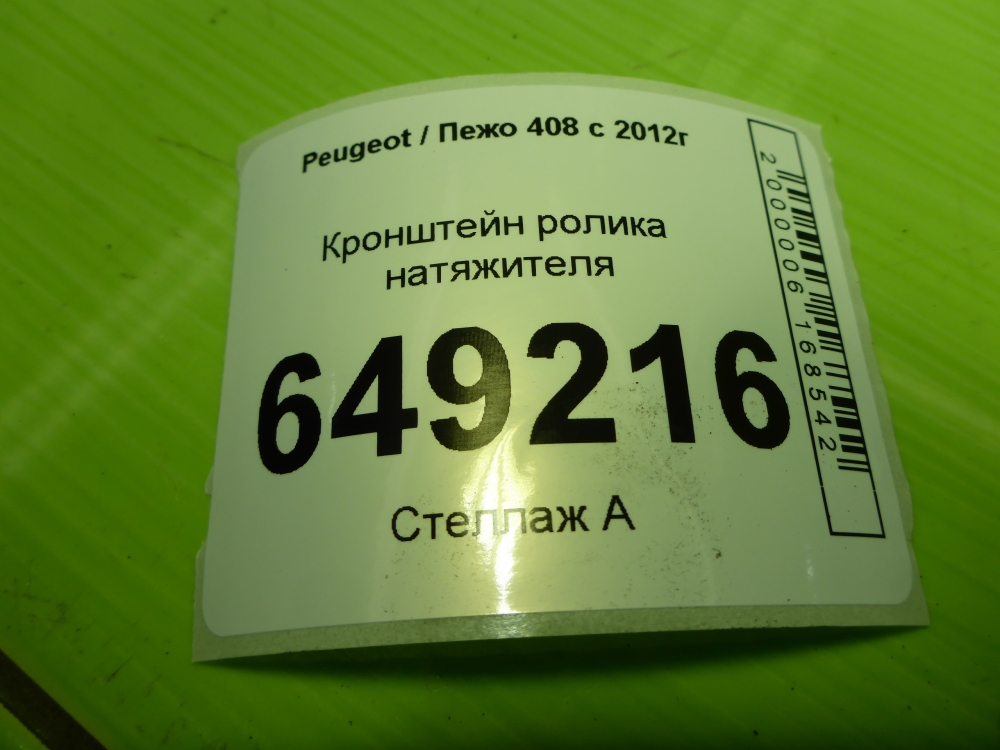 Peugeot / Пежо 408 с 2012г
Кронштейн ролика
натяжителя
649216
Стеллаж А
2000006168542